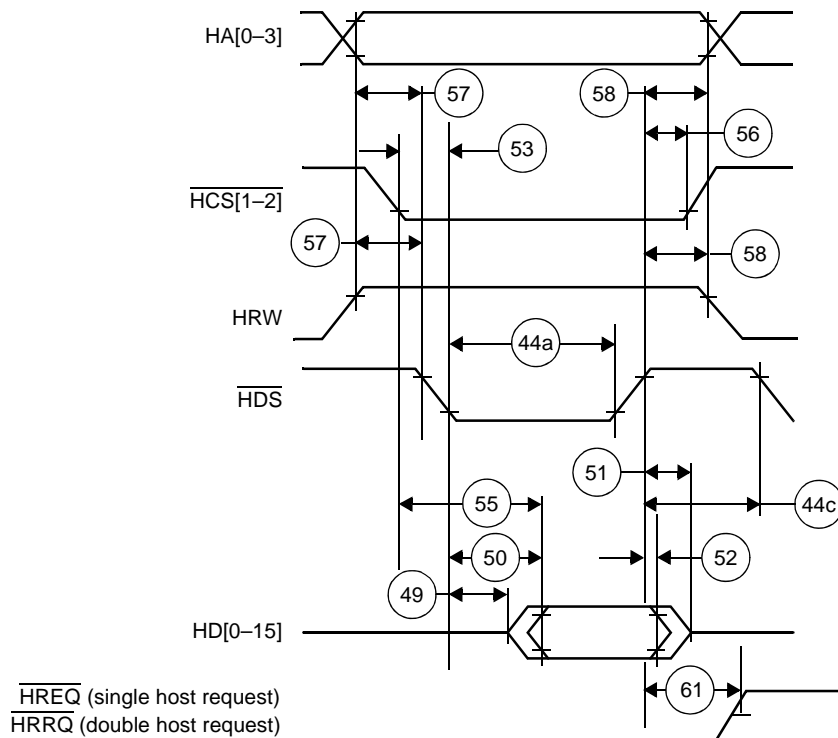 HA[0–3]
57
58
56
53
HCS[1–2]
57
58
HRW
44a
HDS
51
55
44c
50
52
49
HD[0–15]
61
HREQ (single host request)
HRRQ (double host request)